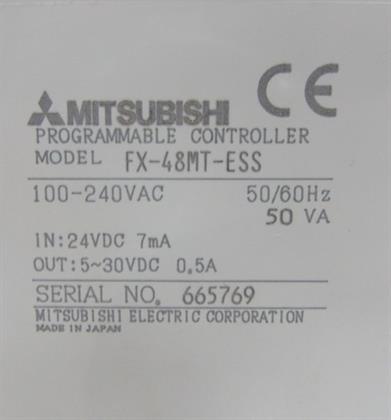 MITSUBISHI CE
PROGRAMMABLE CONTROLLER
MODEL FX-48MT-ESS
100-240VAC 50/60Hz
50 VA
IN:24VDC 7mA
OUT:5~30VDC 0.5A
SERIAL NO. 665769
MITSUBISHI ELECTRIC CORPORATION
MADE IN JAPAN